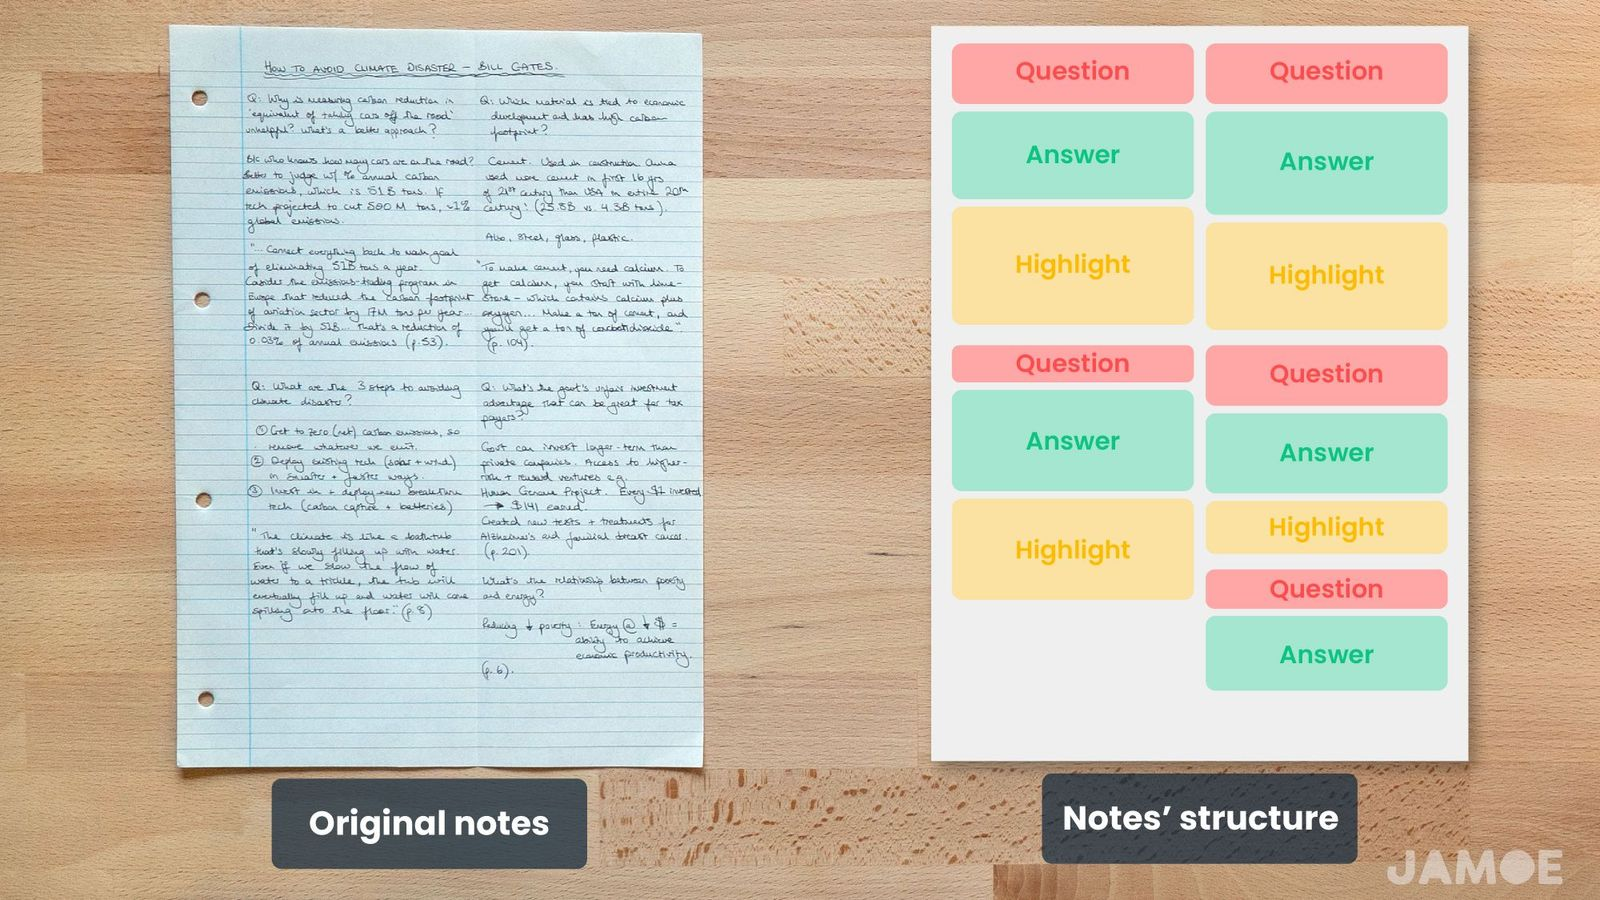 HOW TO AVOID CLIMATE DISASTER – BILL GATES.
Q: Why is measuring carbon reduction in
'equivalent of taking cars off the road'
unhelpful? What's a better approach?
B/c who knows how many cars are on the road?
Better to judge w/ % annual carbon
emissions, which is 51B tons. If
tech projected to cut 500 M tons, ~1%
global emissions.
"... Connect everything back to main goal
of eliminating 51B tons a year.
Consider the emissions-trading program in
Europe that reduced the carbon footprint
of aviation sector by 17M tons per year...
Divide it by 51B... That's a reduction of
0.03% of annual emissions (p.53).
Q: What are the 3 steps to avoiding
climate disaster?
① Get to zero (net) carbon emissions, so
remove whatever we emit.
② Deploy existing tech (solar + wind)
in smarter + faster ways.
③ Invest in + deploy new breakthru
tech (carbon capture + batteries)
"The climate is like a bathtub
that's slowly filling up with water.
Even if we slow the flow of
water to a trickle, the tub will
eventually fill up and water will come
spilling onto the floor." (p.8)
Q: Which material is tied to economic
development and has high carbon
footprint?
Cement. Used in construction. China
used more cement in first 16 yrs
of 21st century than USA in entire 20th
century! (25.8B vs. 4.3B tons).
Also, steel, glass, plastic.
"To make cement, you need calcium. To
get calcium, you start with lime-
stone – which contains calcium plus
oxygen... Make a ton of cement, and
you'll get a ton of carbon dioxide"
(p. 104).
Q: What's the govt's unfair investment
advantage that can be great for tax
payers?
Govt can invest longer-term than
private companies. Access to higher-
risk + reward ventures e.g.
Human Genome Project. Every $1 invested
→ $141 earned.
Created new tests + treatments for
Alzheimer's and familial breast cancer.
(p. 201).
What's the relationship between poverty
and energy?
Reducing ↓ poverty : Energy @ ↓ $ =
ability to achieve
economic productivity.
(p. 6).
Original notes
Question
Answer
Highlight
Question
Answer
Highlight
Question
Answer
Highlight
Question
Answer
Highlight
Question
Answer
Notes' structure
JAMOE